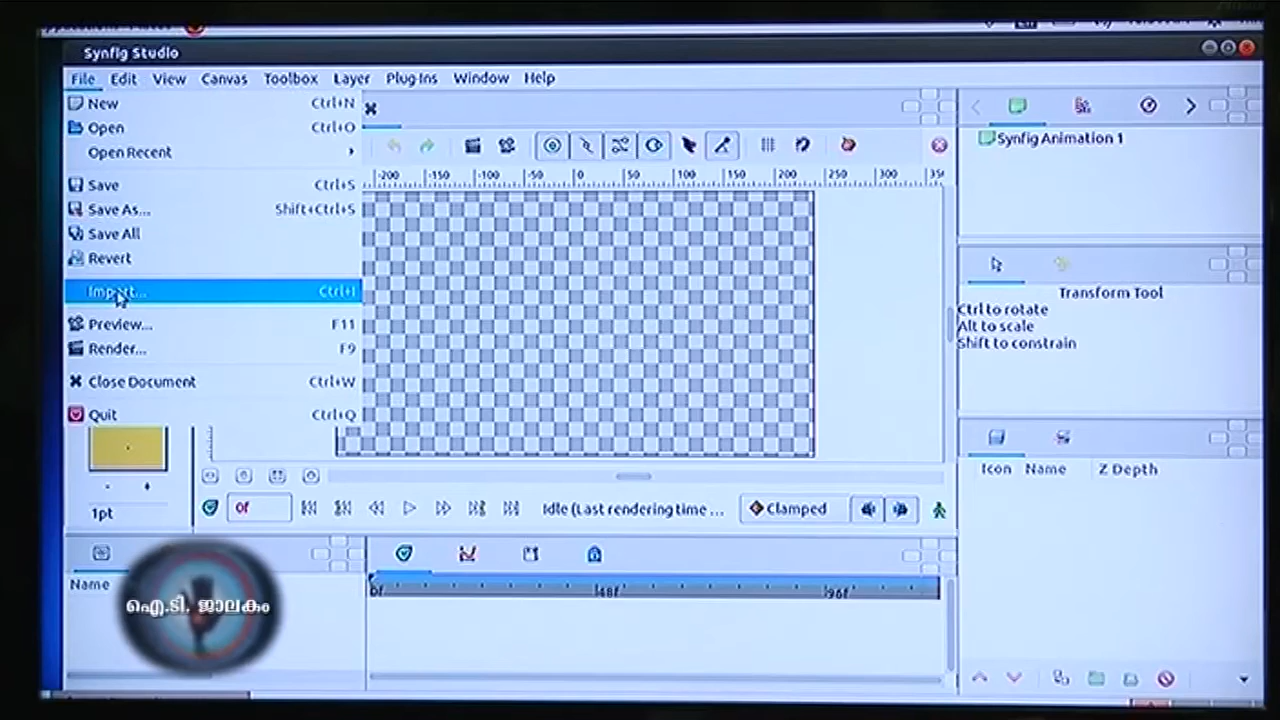 Synfig Studio
File Edit View Canvas Toolbox Layer Plug-Ins Window Help
New Ctrl+N
Open Ctrl+O
Open Recent
Save Ctrl+S
Save As... Shift+Ctrl+S
Save All
Revert
Import... Ctrl+I
Preview... F11
Render... F9
Close Document Ctrl+W
Quit Ctrl+Q
-200 -150 -100 -50 0 50 100 150 200 250 300
Synfig Animation 1
Transform Tool
Ctrl to rotate
Alt to scale
Shift to constrain
Icon Name Z Depth
1pt
0f
Idle (Last rendering time ...
Clamped
Name
0f 48f 96f
ഐ.ടി. ജാലകം